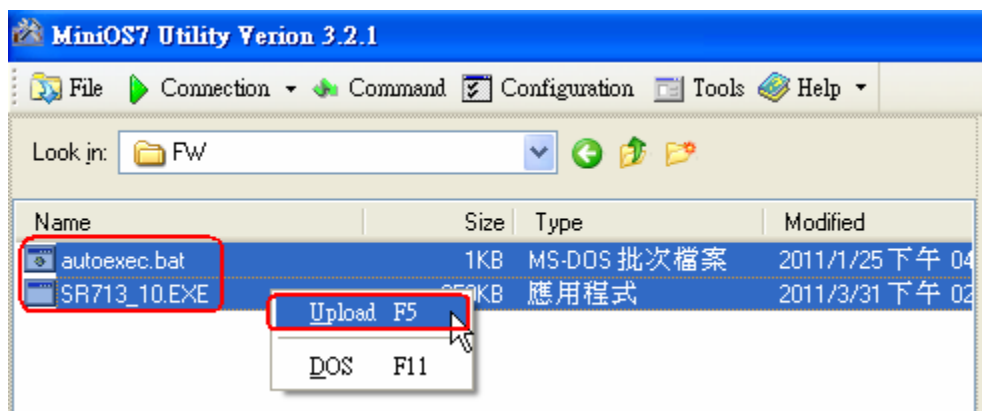 MiniOS7 Utility Verion 3.2.1
File Connection Command Configuration Tools Help
Look in: FW
Name Size Type Modified
autoexec.bat 1KB MS-DOS 批次檔案 2011/1/25 下午 04
SR713_10.EXE 應用程式 2011/3/31 下午 02
Upload F5
DOS F11